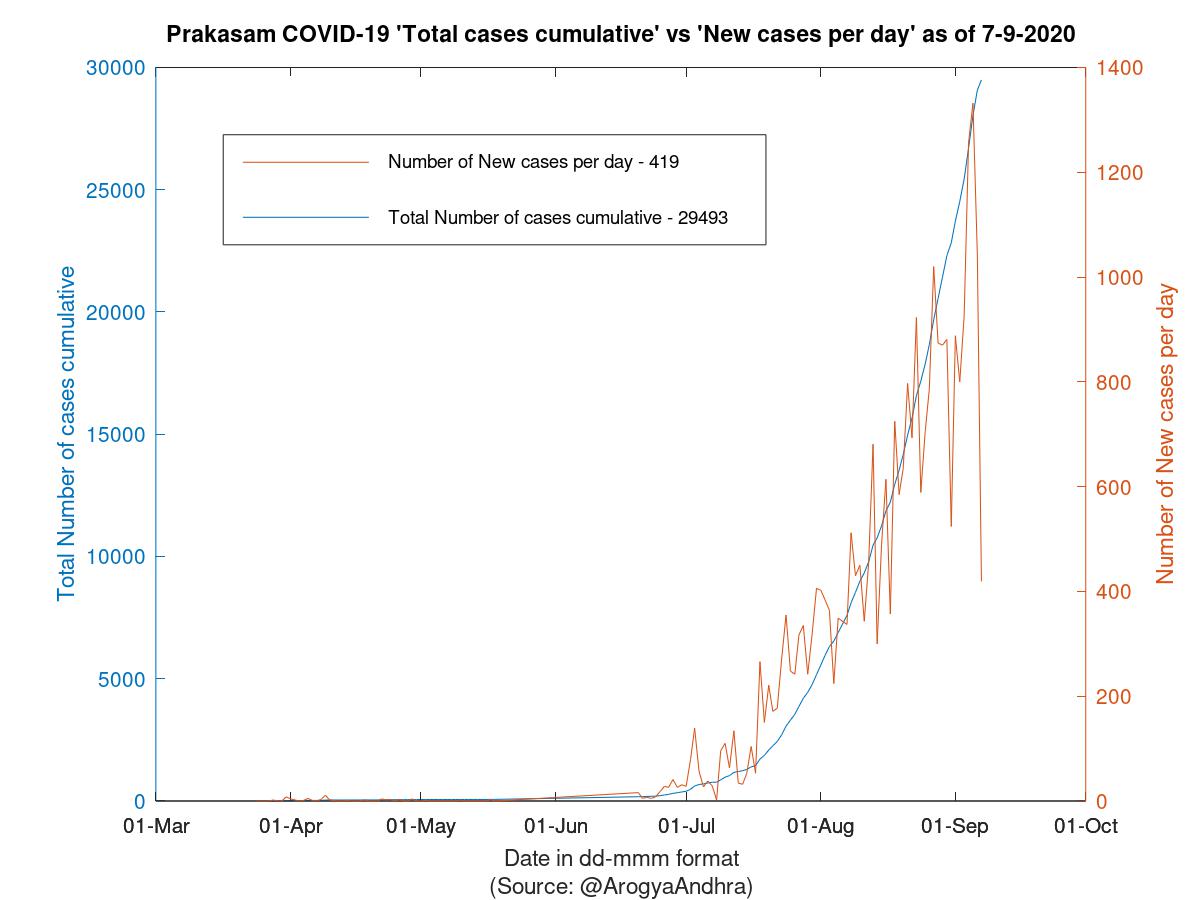 Prakasam COVID-19 'Total cases cumulative' vs 'New cases per day' as of 7-9-2020
30000
25000
20000
15000
10000
5000
0
Total Number of cases cumulative
Number of New cases per day - 419
Total Number of cases cumulative - 29493
1400
1200
1000
800
600
400
200
0
Number of New cases per day
01-Mar 01-Apr 01-May 01-Jun 01-Jul 01-Aug 01-Sep 01-Oct
Date in dd-mmm format
(Source: @ArogyaAndhra)